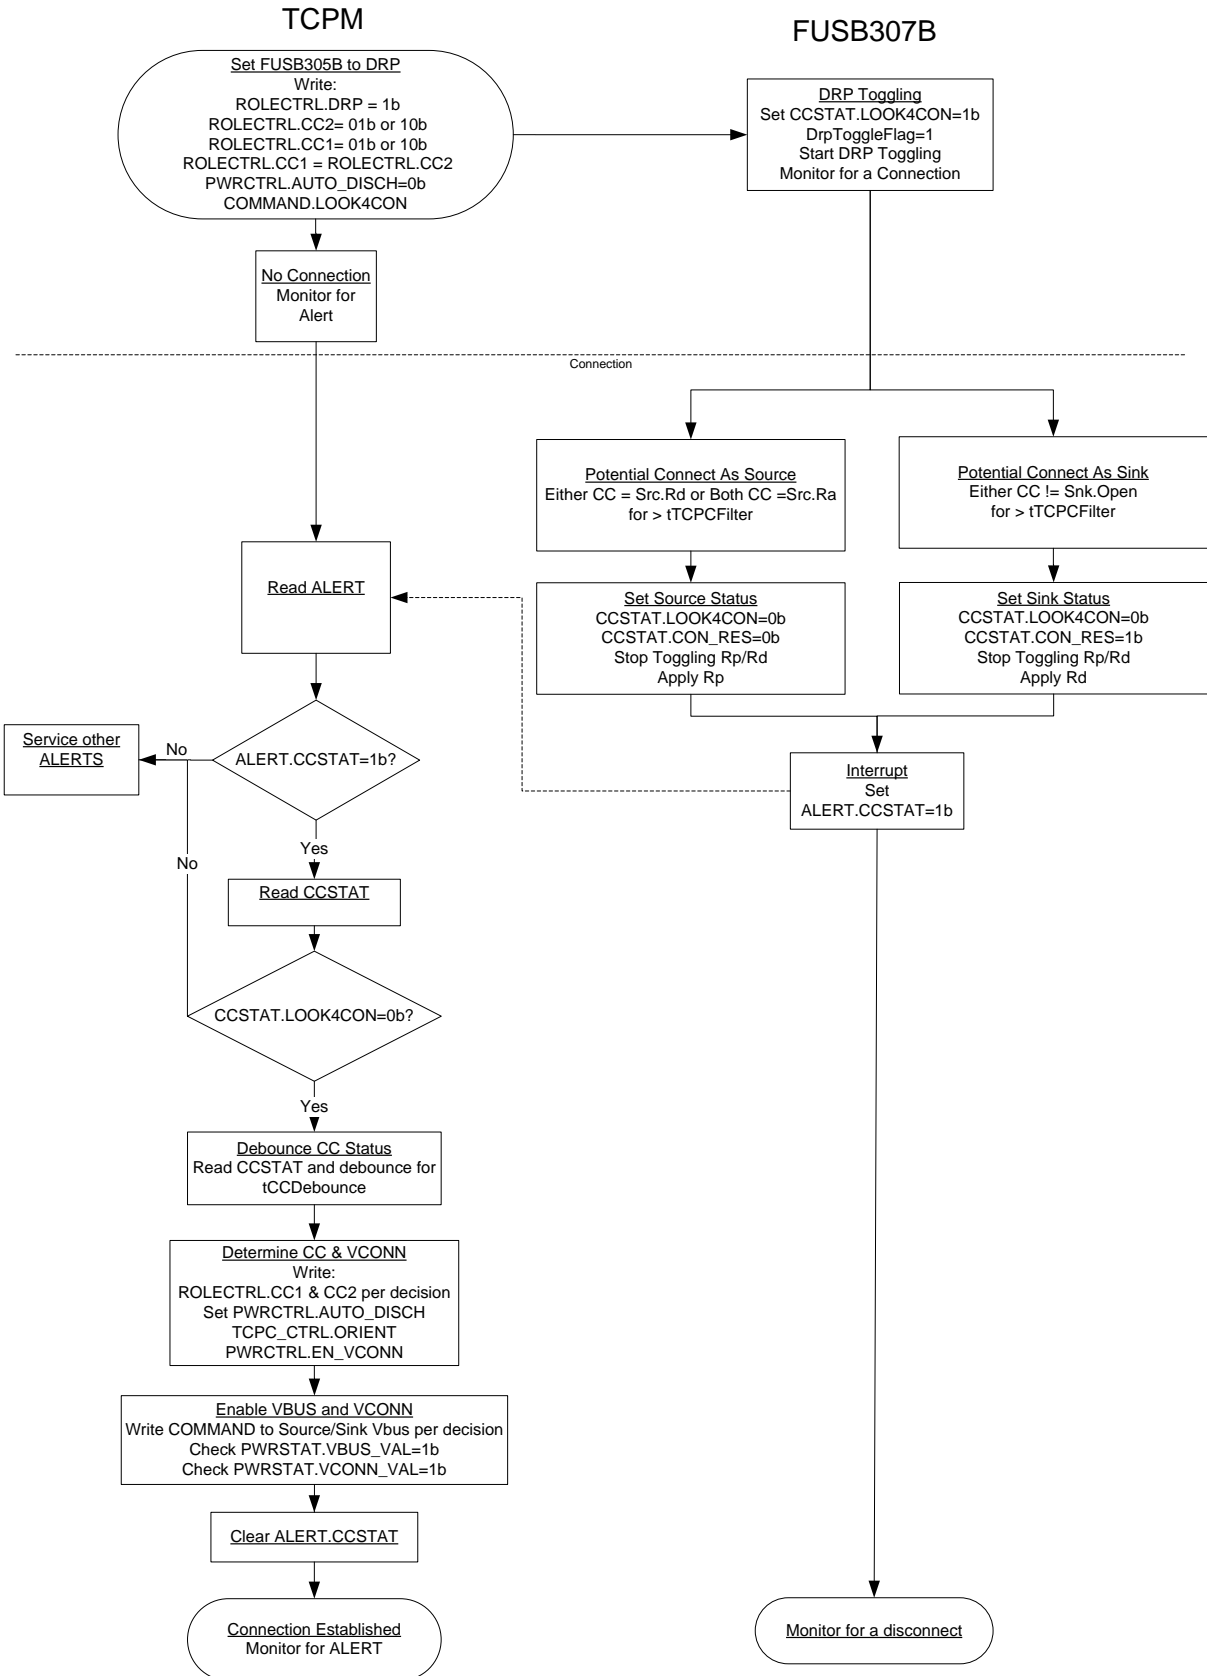 TCPM
FUSB307B
Set FUSB305B to DRP
Write:
ROLECTRL.DRP = 1b
ROLECTRL.CC2= 01b or 10b
ROLECTRL.CC1= 01b or 10b
ROLECTRL.CC1 = ROLECTRL.CC2
PWRCTRL.AUTO_DISCH=0b
COMMAND.LOOK4CON
DRP Toggling
Set CCSTAT.LOOK4CON=1b
DrpToggleFlag=1
Start DRP Toggling
Monitor for a Connection
No Connection
Monitor for
Alert
Connection
Potential Connect As Source
Either CC = Src.Rd or Both CC =Src.Ra
for > tTCPCFilter
Potential Connect As Sink
Either CC != Snk.Open
for > tTCPCFilter
Read ALERT
Set Source Status
CCSTAT.LOOK4CON=0b
CCSTAT.CON_RES=0b
Stop Toggling Rp/Rd
Apply Rp
Set Sink Status
CCSTAT.LOOK4CON=0b
CCSTAT.CON_RES=1b
Stop Toggling Rp/Rd
Apply Rd
Service other
ALERTS
No
ALERT.CCSTAT=1b?
Interrupt
Set
ALERT.CCSTAT=1b
Yes
No
Read CCSTAT
CCSTAT.LOOK4CON=0b?
Yes
Debounce CC Status
Read CCSTAT and debounce for
tCCDebounce
Determine CC & VCONN
Write:
ROLECTRL.CC1 & CC2 per decision
Set PWRCTRL.AUTO_DISCH
TCPC_CTRL.ORIENT
PWRCTRL.EN_VCONN
Enable VBUS and VCONN
Write COMMAND to Source/Sink Vbus per decision
Check PWRSTAT.VBUS_VAL=1b
Check PWRSTAT.VCONN_VAL=1b
Clear ALERT.CCSTAT
Connection Established
Monitor for ALERT
Monitor for a disconnect